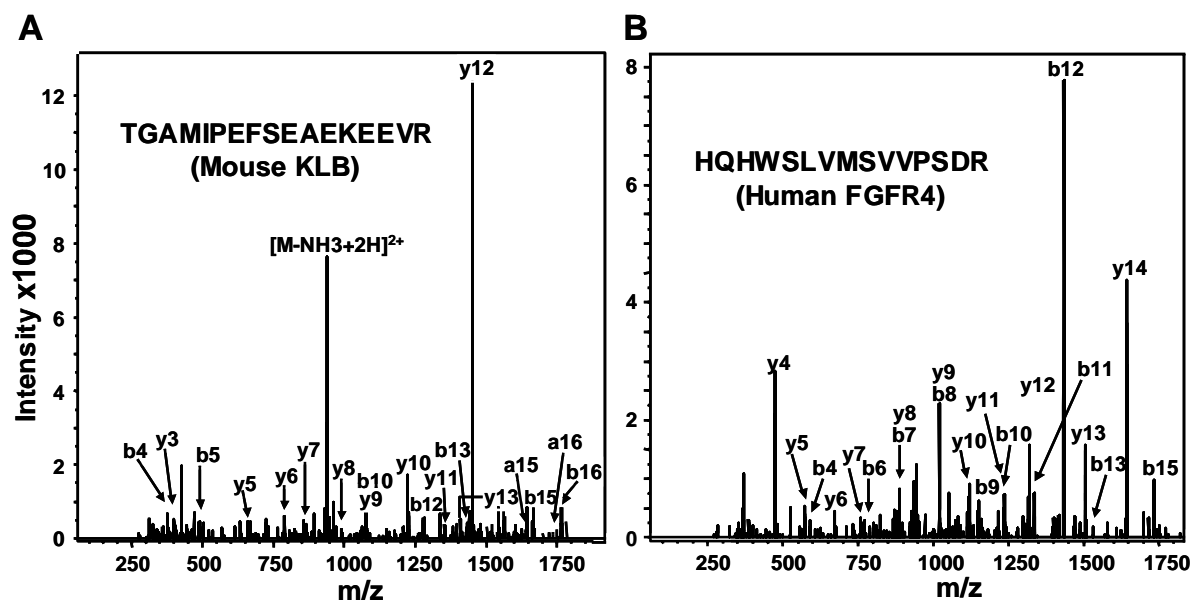 A
B
Intensity x1000
12
10
8
6
4
2
0
TGAMIPEFSEAEKEEVR
(Mouse KLB)
y12
[M-NH3+2H]2+
b4
y3
b5
y5
y6
y7
y8
b10
y9
y10
b12
y11
b13
y13
a15
b15
a16
b16
250 500 750 1000 1250 1500 1750
m/z
8
6
4
2
0
HQHWSLVMSVVPSDR
(Human FGFR4)
b12
y14
y4
y5
b4
y6
y7
b6
y8
b7
y9
b8
y10
b9
y11
b10
y12
b11
y13
b13
b15
250 500 750 1000 1250 1500 1750
m/z